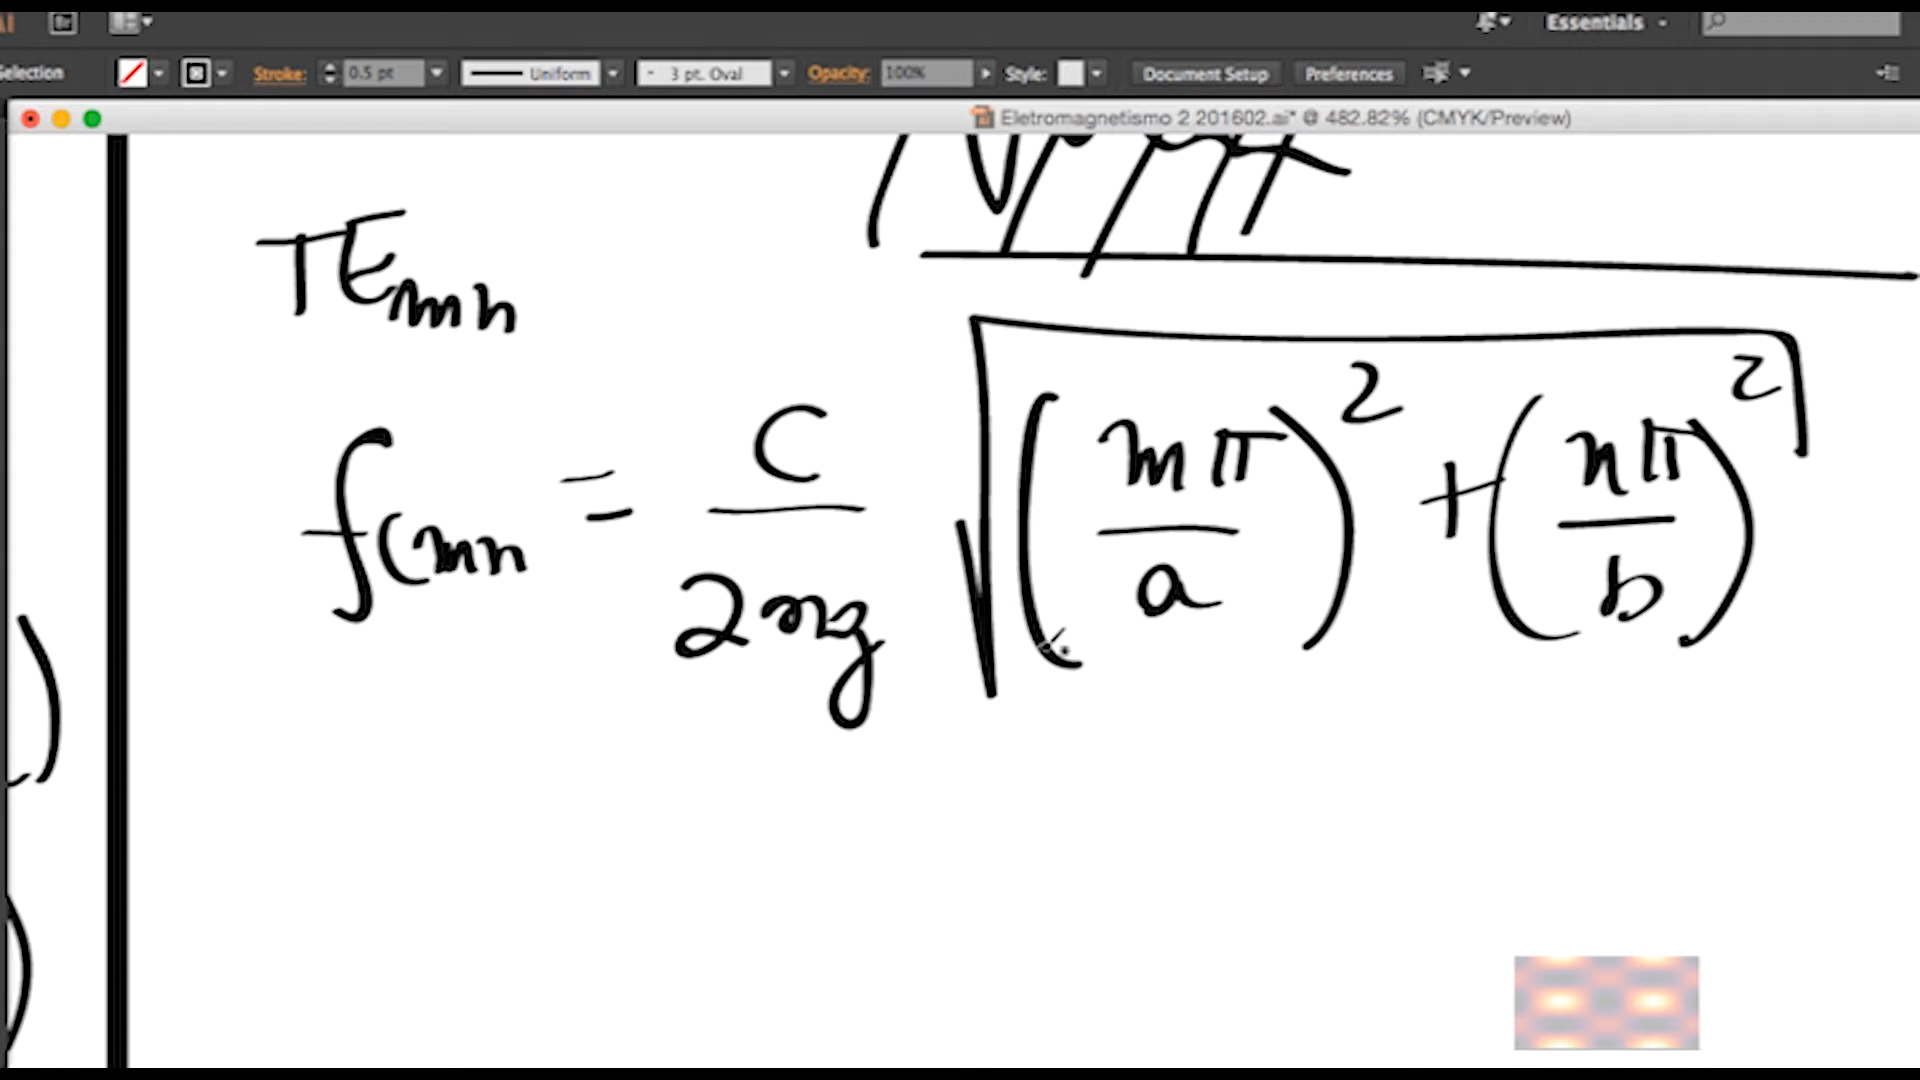 Essentials
Selection Stroke: 0.5 pt Uniform 3 pt. Oval Opacity: 100% Style: Document Setup Preferences
Eletromagnetismo 2 201602.ai* @ 482.82% (CMYK/Preview)
TEmn
fcmn = c / 2π √((mπ/a)² + (nπ/b)²)